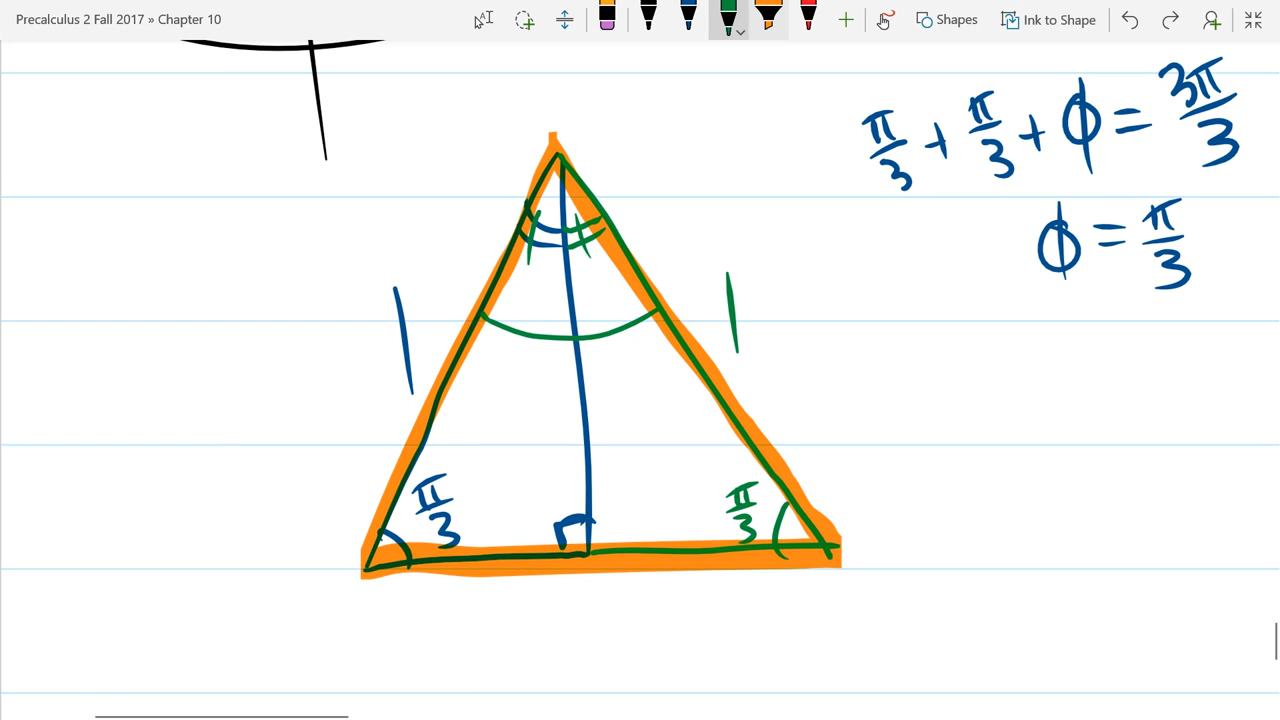 Precalculus 2 Fall 2017 » Chapter 10
Shapes
Ink to Shape
π/3 + π/3 + ϕ = 3π/3
ϕ = π/3
1
1
π/3
π/3